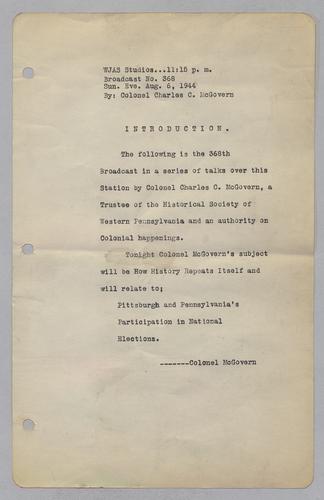 WJAS Studios...11:15 p. m.
Broadcast No. 368
Sun. Eve. Aug. 6, 1944
By: Colonel Charles C. McGovern
INTRODUCTION.
The following is the 368th
Broadcast in a series of talks over this
Station by Colonel Charles C. McGovern, a
Trustee of the Historical Society of
Western Pennsylvania and an authority on
Colonial happenings.
Tonight Colonel McGovern's subject
will be How History Repeats Itself and
will relate to;
Pittsburgh and Pennsylvania's
Participation in National
Elections.
-------Colonel McGovern